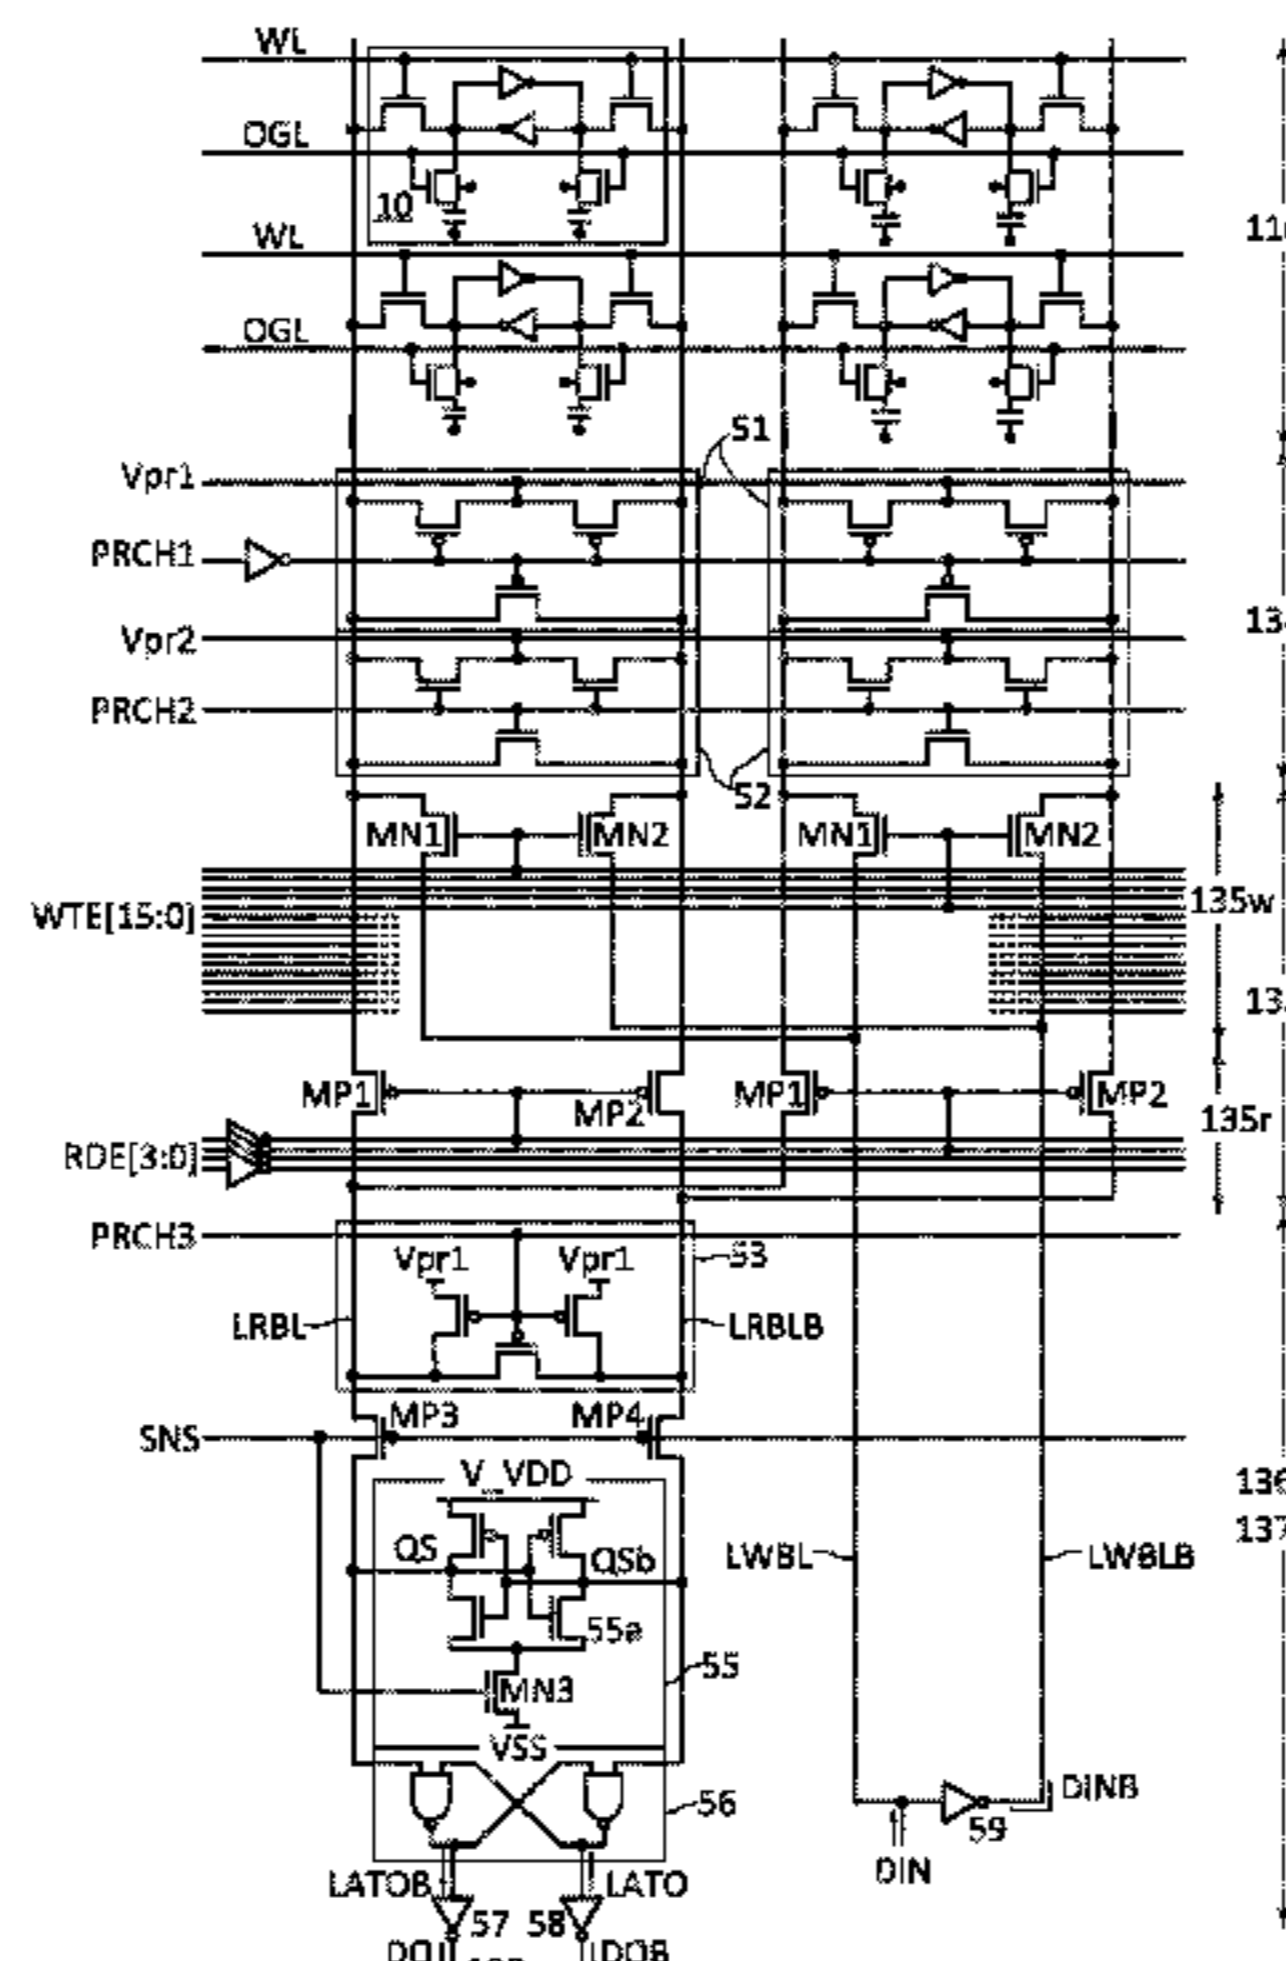 WL
OGL
10
WL
OGL
51
Vpr1
PRCH1
Vpr2
PRCH2
52
MN1 MN2 MN1 MN2
WTE[15:0]
135w
MP1 MP2 MP1 MP2
135r
RDE[3:0]
PRCH3
53
Vpr1 Vpr1
LRBL LRBLB
MP3 MP4
SNS
V_VDD
QS QSb
55a
LWBL LWBLB
55
MN3
VSS
56
DINB
59
DIN
LATOB LATO
57 58